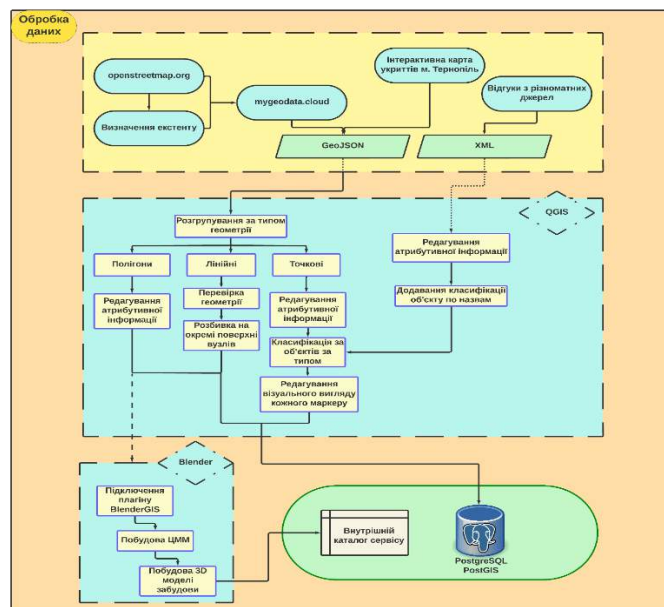 Обробка
даних
openstreetmap.org
Визначення екстенту
mygeodata.cloud
Інтерактивна карта
укриттів м. Тернопіль
Відгуки з різноматних
джерел
GeoJSON
XML
QGIS
Розгрупування за типом
геометрії
Полігони
Лінійні
Точкові
Редагування
атрибутивної
інформації
Перевірка
геометрії
Розбивка на
окремі поверхні
вузлів
Редагування
атрибутивної
інформації
Класифікація за
об'єктів за
типом
Редагування
візуального вигляду
кожного маркеру
Редагування
атрибутивної інформації
Додавання класифікації
об'єкту по назвам
Blender
Підключення
плагіну
BlenderGIS
Побудова ЦММ
Побудова 3D
моделі
забудови
Внутрішній
каталог сервісу
PostgreSQL
PostGIS